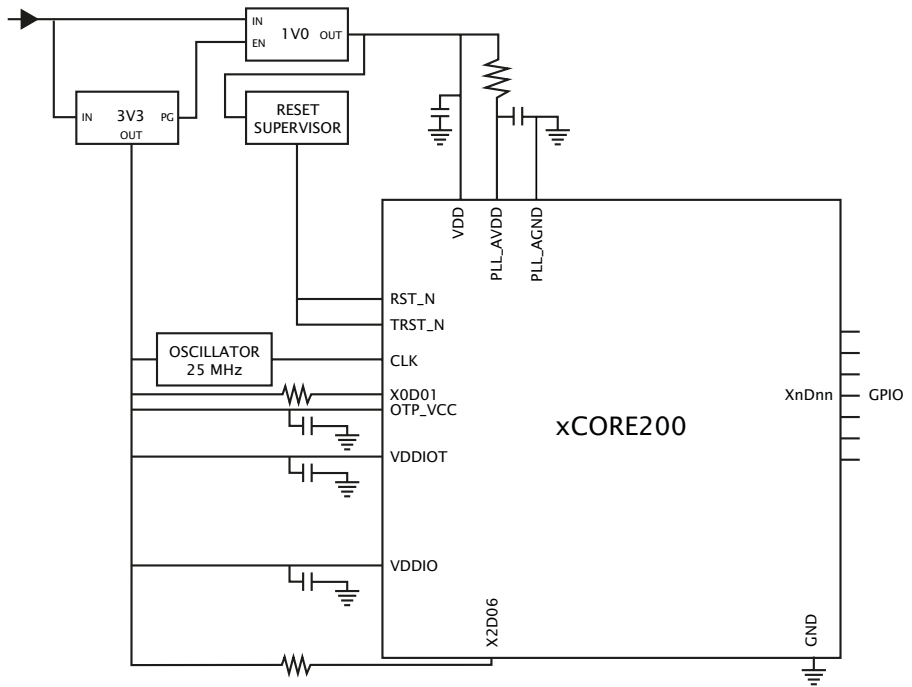 IN
1V0 OUT
EN
IN
3V3
PG
OUT
RESET
SUPERVISOR
VDD
PLL_AVDD
PLL_AGND
RST_N
TRST_N
OSCILLATOR
25 MHz
CLK
X0D01
OTP_VCC
XnDnn
GPIO
xCORE200
VDDIOT
VDDIO
X2D06
GND